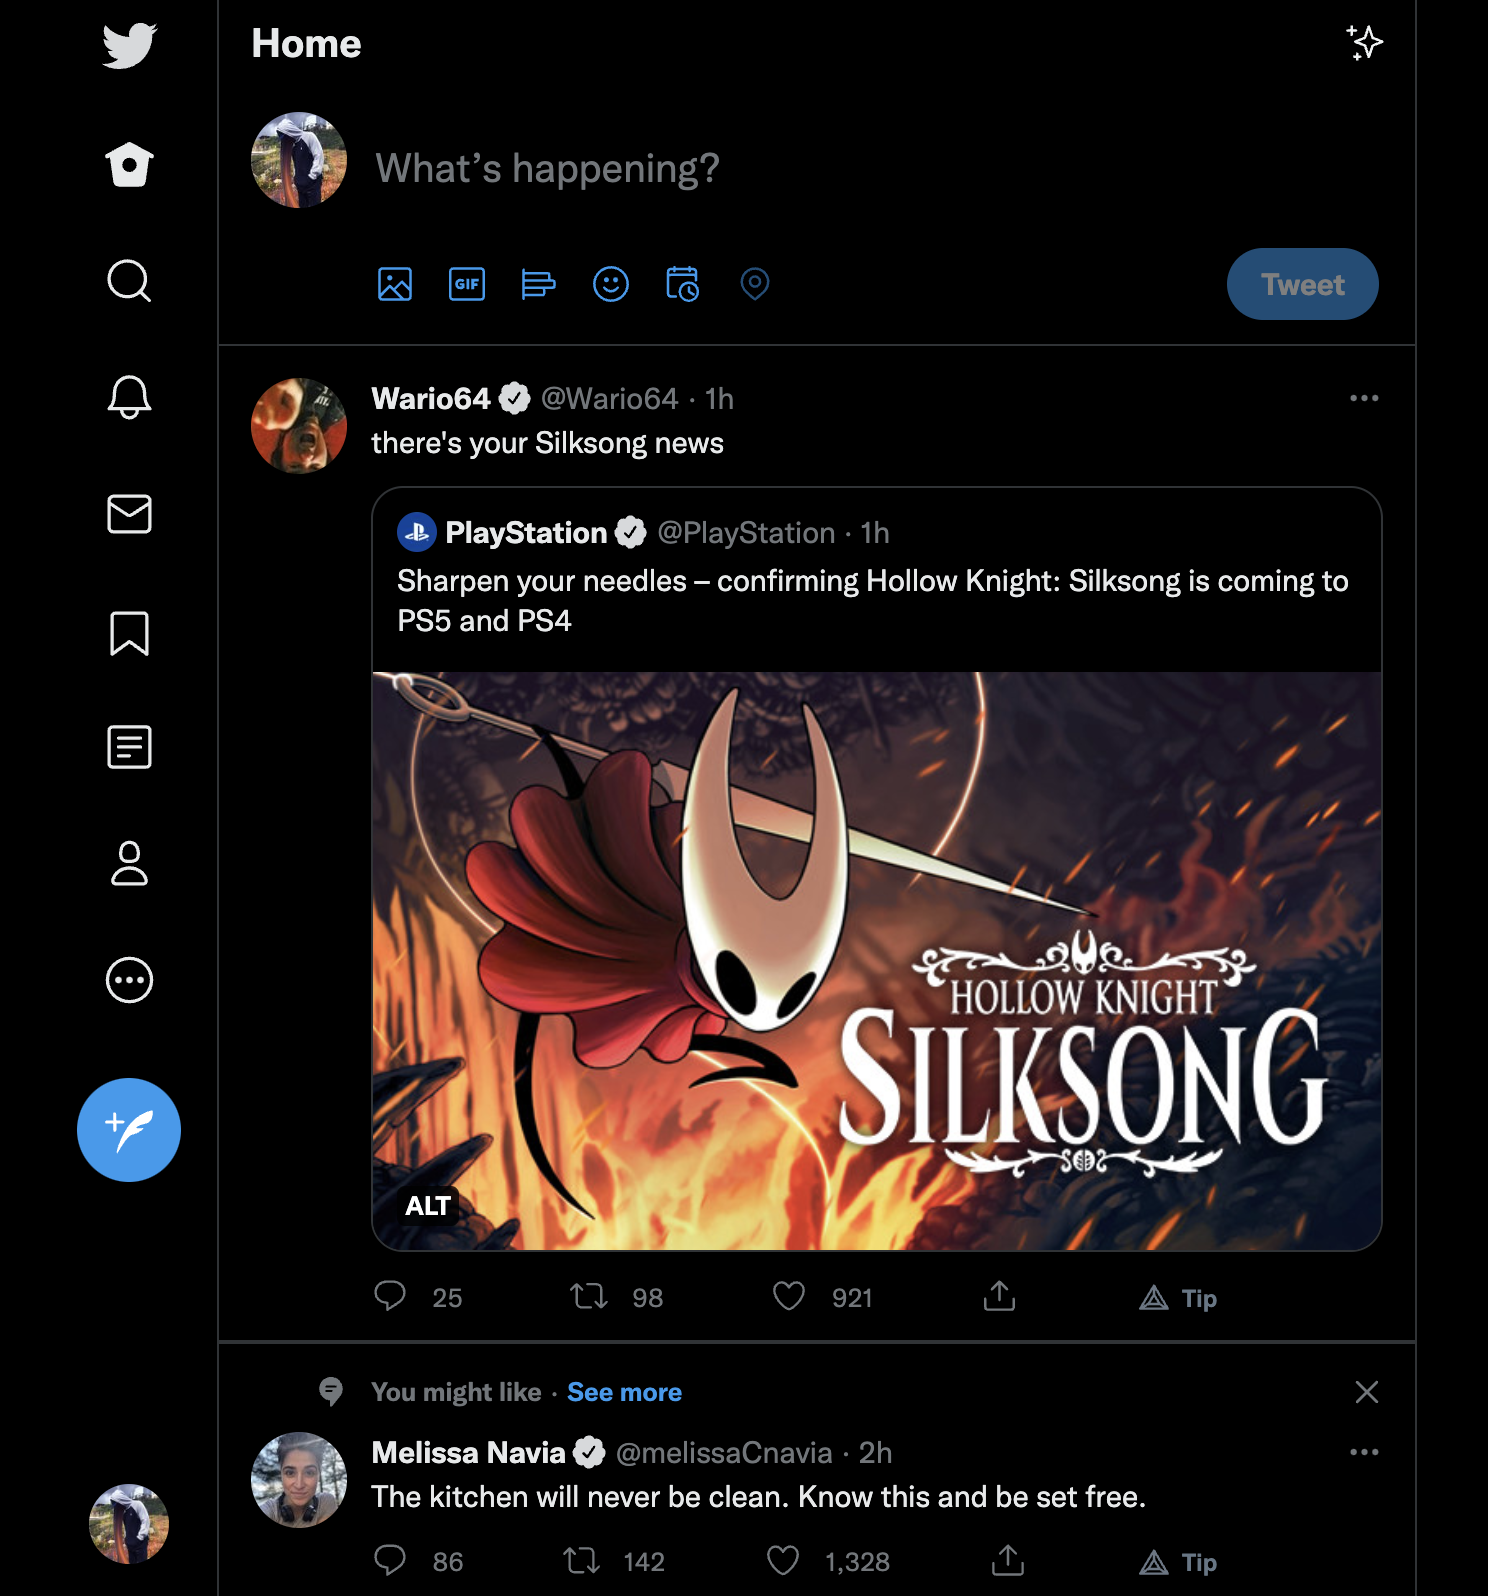 Home
What’s happening?
GIF
Tweet
Wario64 @Wario64 · 1h
there's your Silksong news
PlayStation @PlayStation · 1h
Sharpen your needles – confirming Hollow Knight: Silksong is coming to
PS5 and PS4
HOLLOW KNIGHT
SILKSONG
ALT
25 98 921 Tip
You might like · See more
Melissa Navia @melissaCnavia · 2h
The kitchen will never be clean. Know this and be set free.
86 142 1,328 Tip